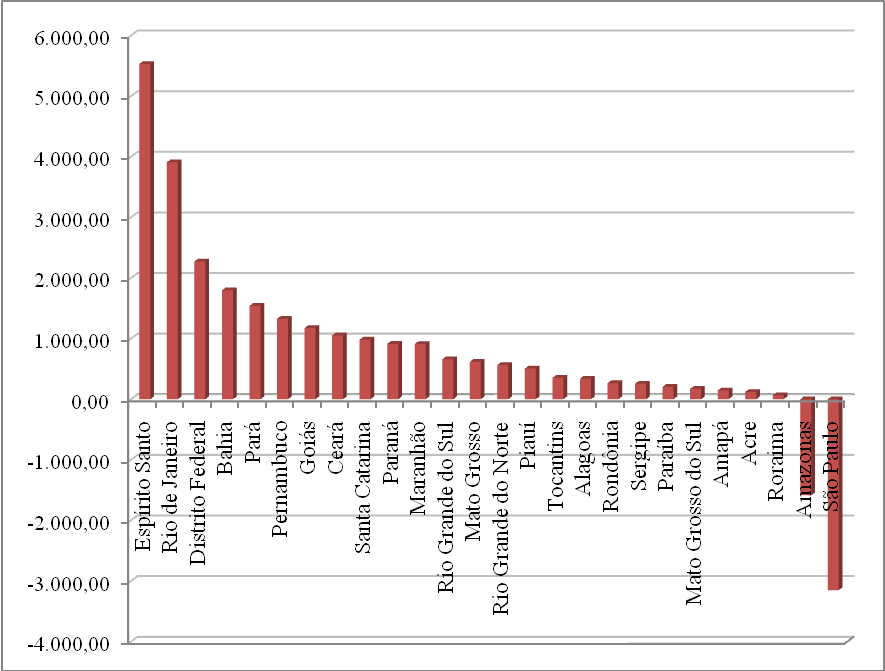 6.000,00
5.000,00
4.000,00
3.000,00
2.000,00
1.000,00
0,00
-1.000,00
-2.000,00
-3.000,00
-4.000,00
Espírito Santo
Rio de Janeiro
Distrito Federal
Bahia
Pará
Pernambuco
Goiás
Ceará
Santa Catarina
Paraná
Maranhão
Rio Grande do Sul
Mato Grosso
Rio Grande do Norte
Piauí
Tocantins
Alagoas
Rondônia
Sergipe
Paraíba
Mato Grosso do Sul
Amapá
Acre
Roraima
Amazonas
São Paulo